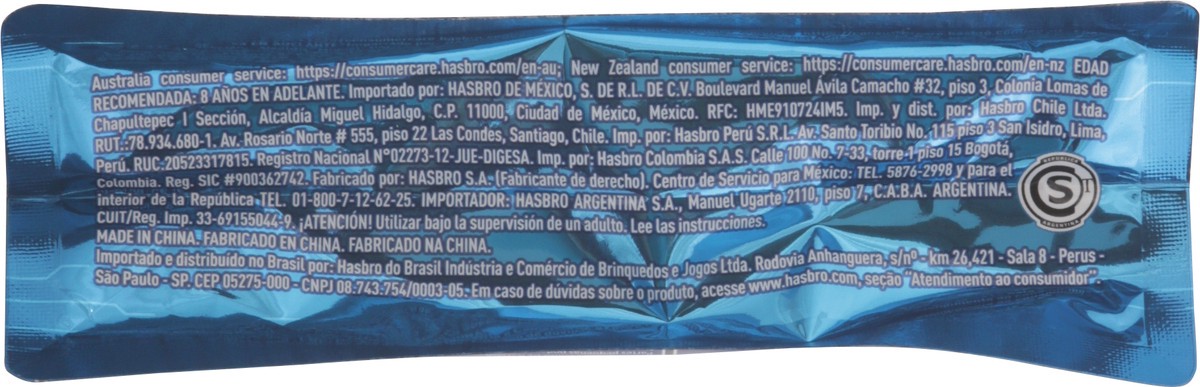 Australia consumer service: https://consumercare.hasbro.com/en-au; New Zealand consumer service: https://consumercare.hasbro.com/en-nz EDAD
RECOMENDADA: 8 AÑOS EN ADELANTE. Importado por: HASBRO DE MÉXICO, S. DE R.L. DE C.V. Boulevard Manuel Ávila Camacho #32, piso 3, Colonia Lomas de
Chapultepec I Sección, Alcaldía Miguel Hidalgo, C.P. 11000, Ciudad de México, México. RFC: HME910724IM5. Imp. y dist. por Hasbro Chile Ltda.
RUT.:78.934.680-1. Av. Rosario Norte # 555, piso 22 Las Condes, Santiago, Chile. Imp. por: Hasbro Perú S.R.L. Av. Santo Toribio No. 115 piso 3 San Isidro, Lima,
Perú. RUC.20523317815. Registro Nacional N°02273-12-JUE-DIGESA. Imp. por: Hasbro Colombia S.A.S. Calle 100 No. 7-33, torre 1 piso 15 Bogotá,
Colombia. Reg. SIC #900362742. Fabricado por: HASBRO S.A. (Fabricante de derecho). Centro de Servicio para México: TEL. 5876-2998 y para el
interior de la República TEL. 01-800-7-12-62-25. IMPORTADOR: HASBRO ARGENTINA S.A., Manuel Ugarte 2110, piso 7, C.A.B.A. ARGENTINA.
CUIT/Reg. Imp. 33-69155044-9. ¡ATENCIÓN! Utilizar bajo la supervisión de un adulto. Lee las instrucciones.
REPUBLICA
S
ARGENTINA
MADE IN CHINA. FABRICADO EN CHINA. FABRICADO NA CHINA.
Importado e distribuído no Brasil por: Hasbro do Brasil Indústria e Comércio de Brinquedos e Jogos Ltda. Rodovia Anhanguera, s/nº - km 26,421 - Sala 8 - Perus -
São Paulo - SP. CEP 05275-000 - CNPJ 08.743.754/0003-05. Em caso de dúvidas sobre o produto, acesse www.hasbro.com, seção "Atendimento ao consumidor".